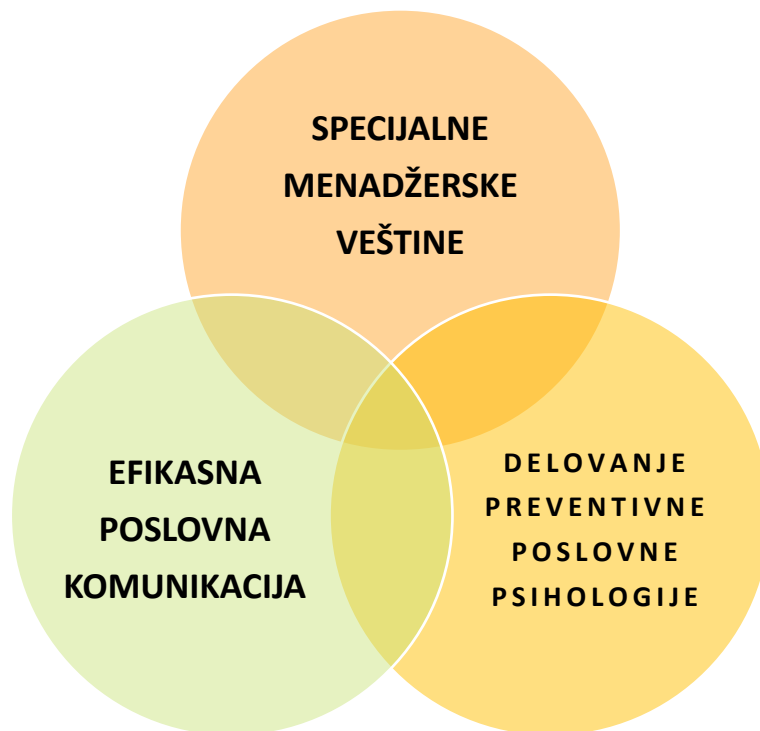 SPECIJALNE
MENADŽERSKE
VEŠTINE
EFIKASNA
POSLOVNA
KOMUNIKACIJA
DELOVANJE
PREVENTIVNE
POSLOVNE
PSIHOLOGIJE